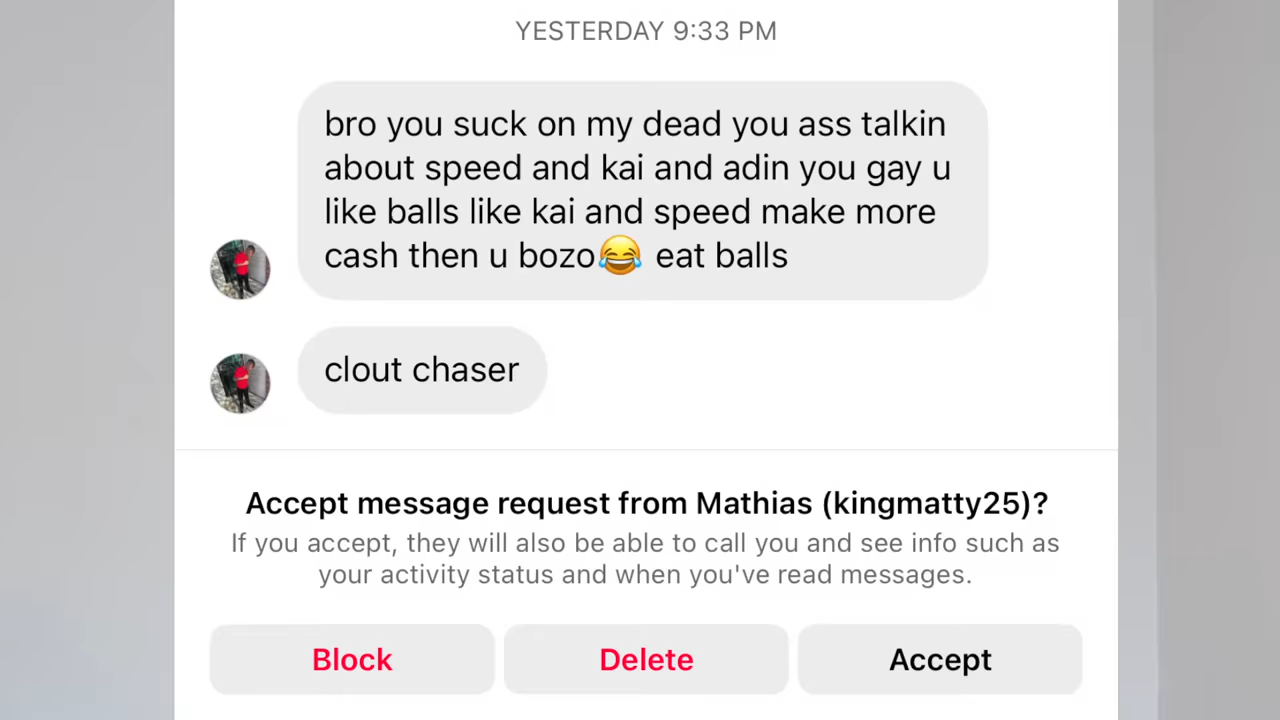 YESTERDAY 9:33 PM
bro you suck on my dead you ass talkin
about speed and kai and adin you gay u
like balls like kai and speed make more
cash then u bozo😂 eat balls
clout chaser
Accept message request from Mathias (kingmatty25)?
If you accept, they will also be able to call you and see info such as
your activity status and when you've read messages.
Block
Delete
Accept